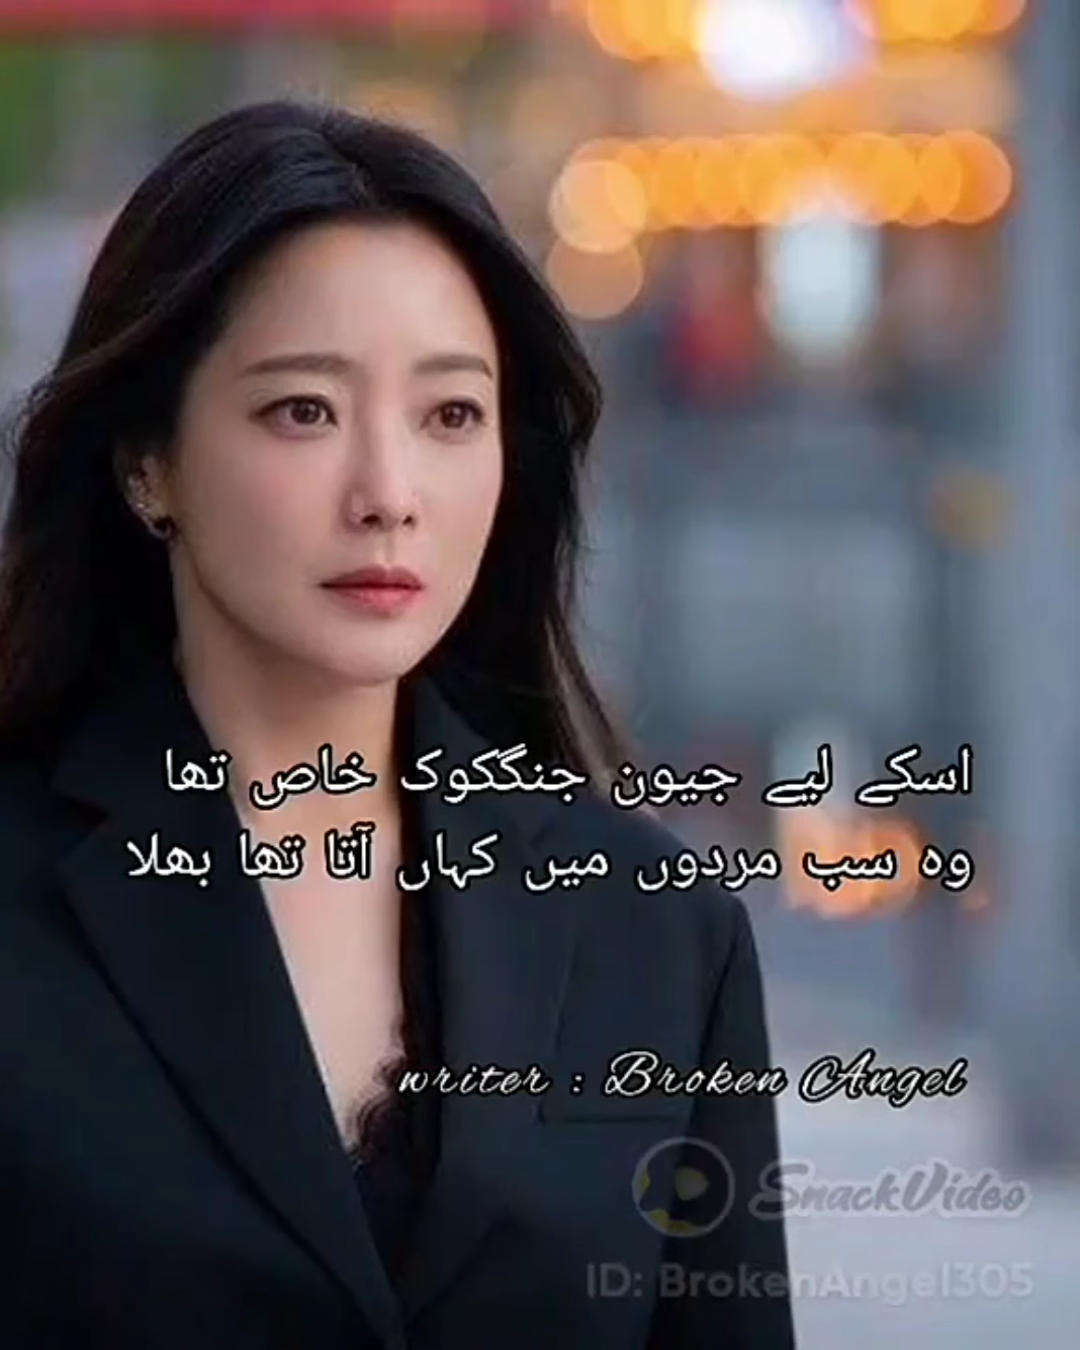 اسکے لیے جیون جنگکوک خاص تھا
وہ سب مردوں میں کہاں آتا تھا بھلا
writer : Broken Angel
SnackVideo
ID: BrokenAngel305